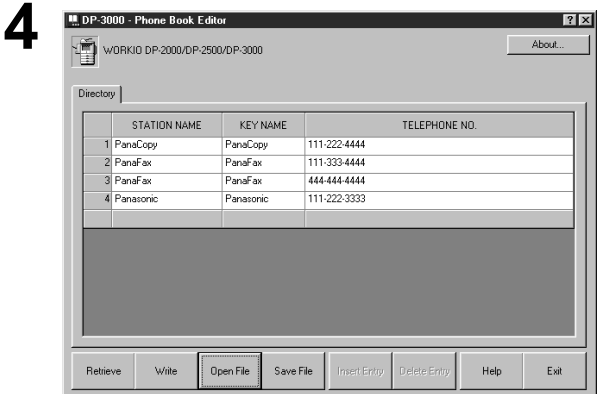 4
DP-3000 - Phone Book Editor
WORKIO DP-2000/DP-2500/DP-3000
About...
Directory
STATION NAME KEY NAME TELEPHONE NO.
1 PanaCopy PanaCopy 111-222-4444
2 PanaFax PanaFax 111-333-4444
3 PanaFax PanaFax 444-444-4444
4 Panasonic Panasonic 111-222-3333
Retrieve Write Open File Save File Insert Entry Delete Entry Help Exit